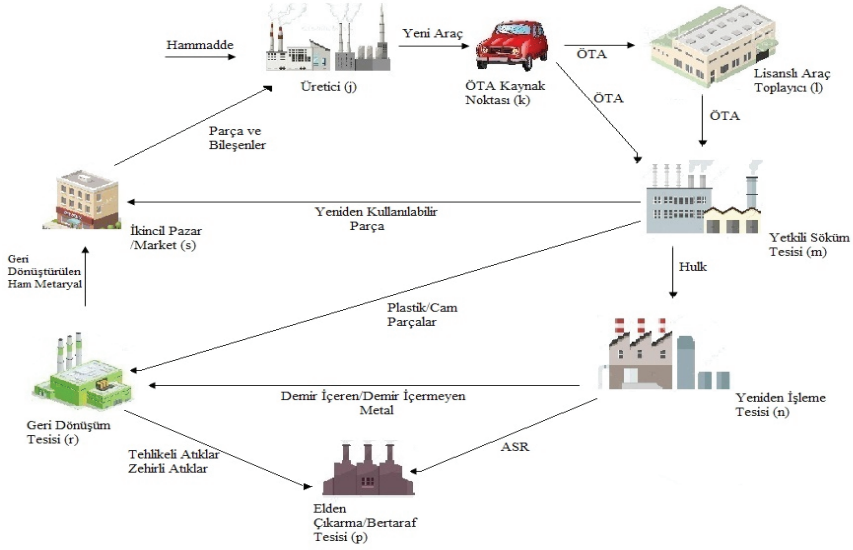 Hammadde
Üretici (j)
Yeni Araç
ÖTA Kaynak
Noktası (k)
ÖTA
ÖTA
Lisanslı Araç
Toplayıcı (l)
ÖTA
Parça ve
Bileşenler
İkincil Pazar
/Market (s)
Yeniden Kullanılabilir
Parça
Yetkili Söküm
Tesisi (m)
Geri
Dönüştürülen
Ham Metaryal
Hulk
Plastik/Cam
Parçalar
Demir İçeren/Demir İçermeyen
Metal
Yeniden İşleme
Tesisi (n)
Geri Dönüşüm
Tesisi (r)
Tehlikeli Atıklar
Zehirli Atıklar
ASR
Elden
Çıkarma/Bertaraf
Tesisi (p)